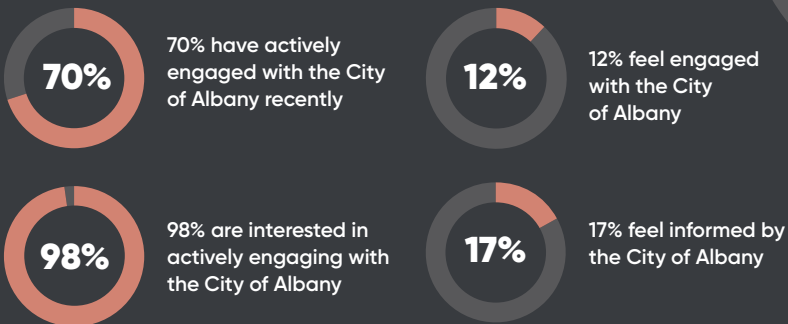 70%
70% have actively
engaged with the City
of Albany recently
12%
12% feel engaged
with the City
of Albany
98%
98% are interested in
actively engaging with
the City of Albany
17%
17% feel informed by
the City of Albany